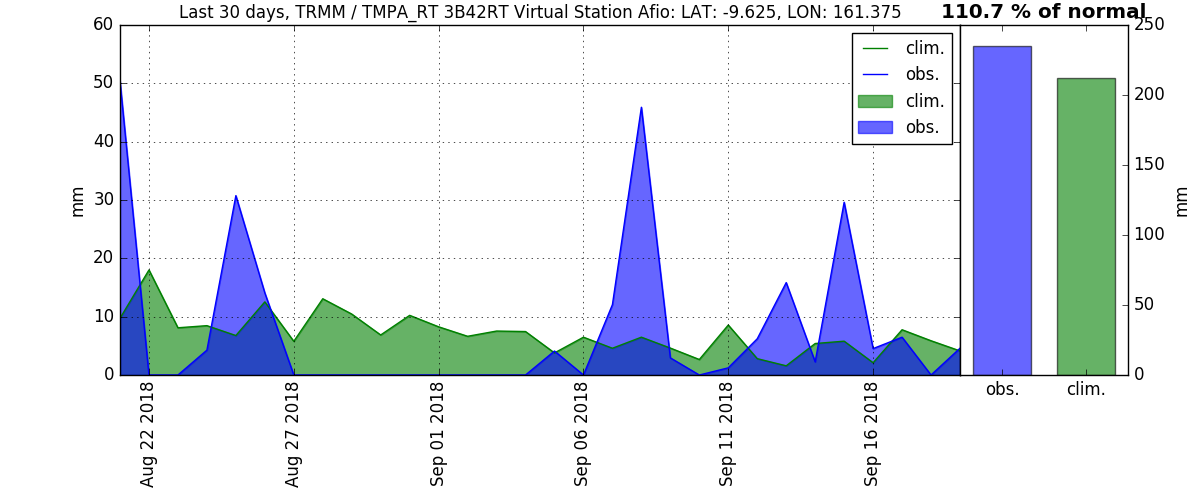 Last 30 days, TRMM / TMPA_RT 3B42RT Virtual Station Afio: LAT: -9.625, LON: 161.375
110.7 % of normal
60
50
40
30
20
10
0
mm
clim.
obs.
clim.
obs.
250
200
150
100
50
0
mm
obs.
clim.
Aug 22 2018
Aug 27 2018
Sep 01 2018
Sep 06 2018
Sep 11 2018
Sep 16 2018